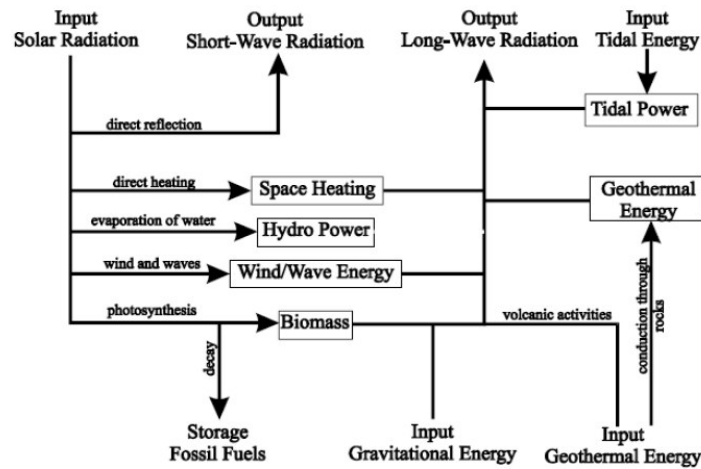 Input
Solar Radiation
Output
Short-Wave Radiation
Output
Long-Wave Radiation
Input
Tidal Energy
Tidal Power
direct reflection
direct heating
Space Heating
Geothermal
Energy
evaporation of water
Hydro Power
wind and waves
Wind/Wave Energy
conduction through
rocks
photosynthesis
Biomass
volcanic activities
decay
Storage
Fossil Fuels
Input
Gravitational Energy
Input
Geothermal Energy